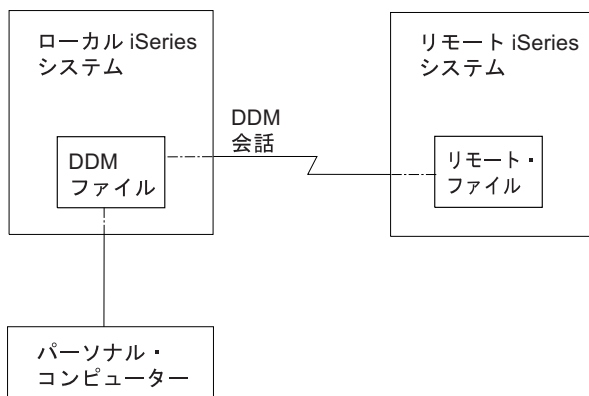 ローカル iSeries
システム
リモート iSeries
システム
DDM
会話
DDM
ファイル
リモート・
ファイル
パーソナル・
コンピューター